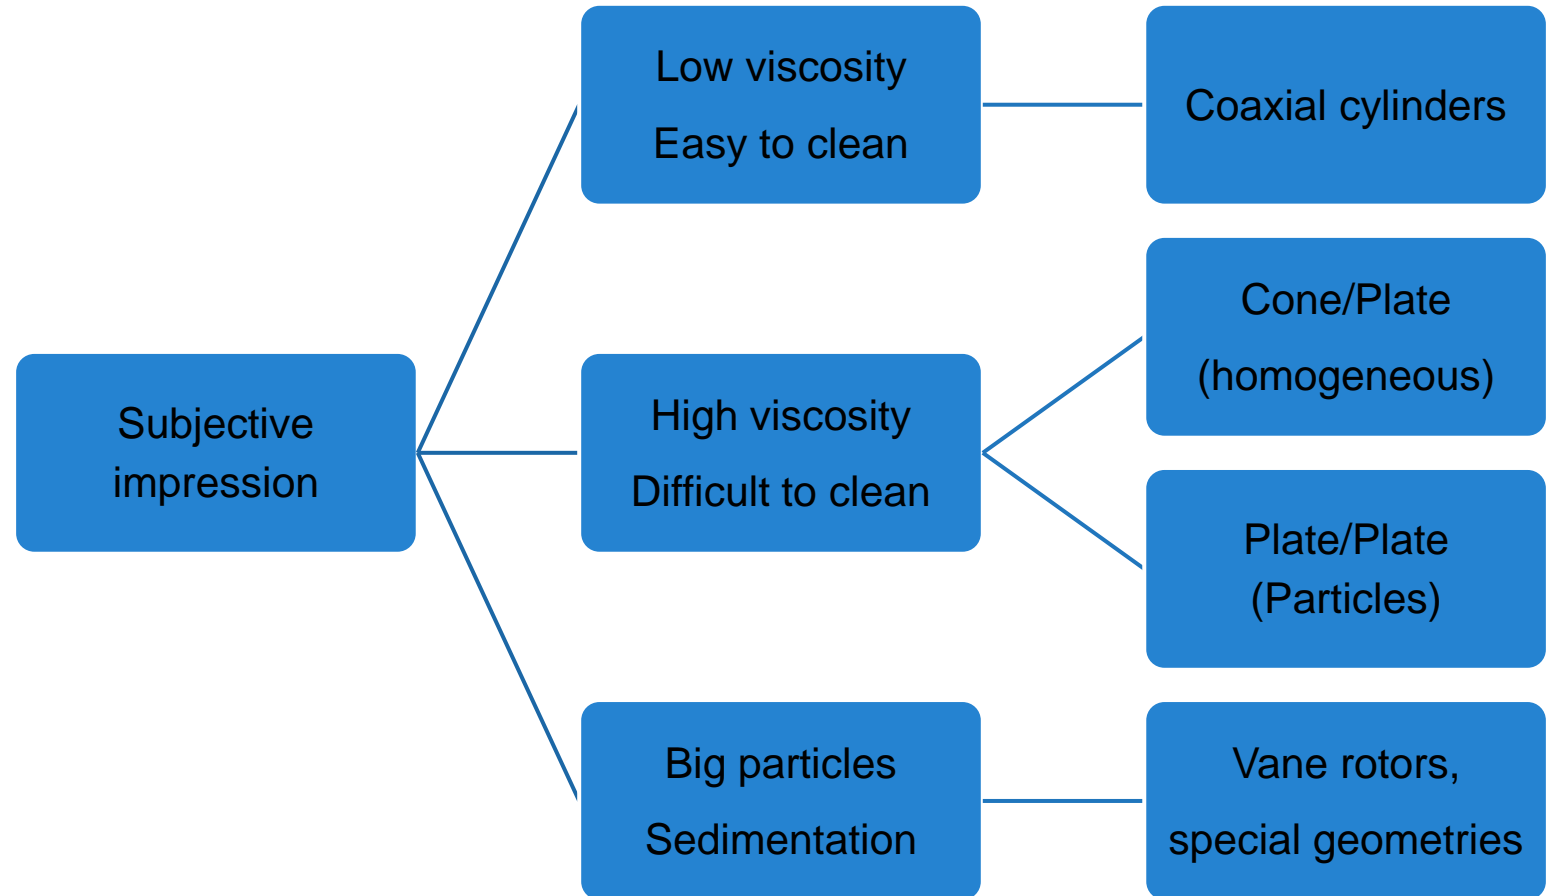 Subjective
impression
Low viscosity
Easy to clean
Coaxial cylinders
High viscosity
Difficult to clean
Cone/Plate
(homogeneous)
Plate/Plate
(Particles)
Big particles
Sedimentation
Vane rotors,
special geometries